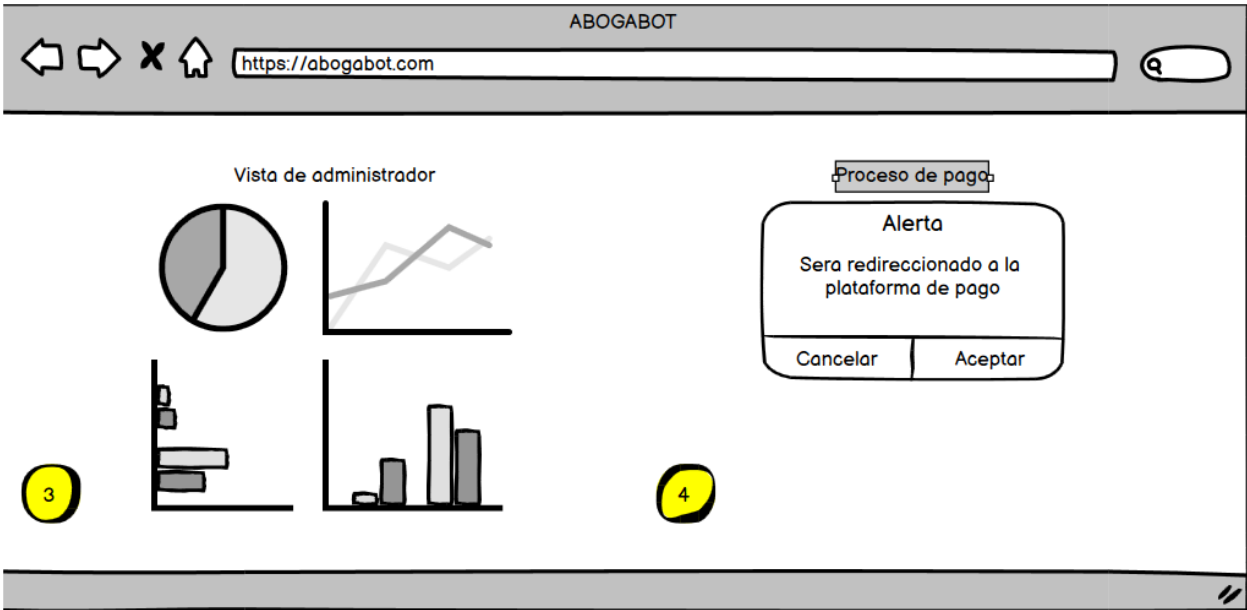 ABOGABOT
https://abogabot.com
Vista de administrador
Proceso de pago
Alerta
Sera redireccionado a la
plataforma de pago
Cancelar
Aceptar
3
4